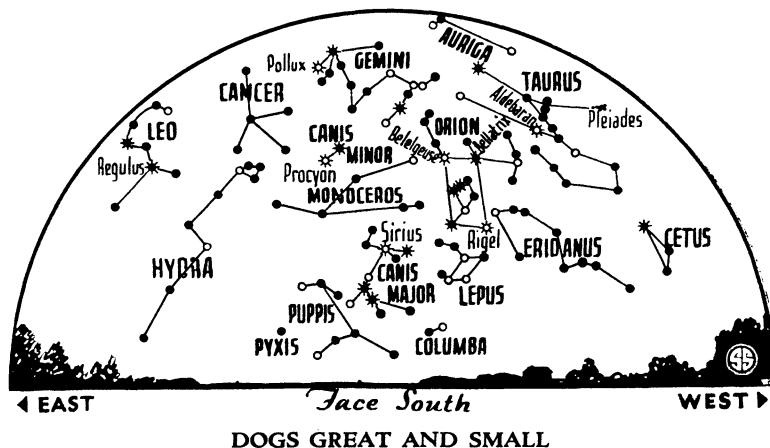 AURIGA
Pollux
GEMINI
TAURUS
CANCER
Aldebaran
Pleiades
LEO
CANIS
MINOR
ORION
Bellatrix
Betelgeuse
Regulus
Procyon
MONOCEROS
Sirius
Rigel
ERIDANUS
CETUS
HYDRA
CANIS
MAJOR
LEPUS
PUPPIS
PYXIS
COLUMBA
SS
EAST
Face South
WEST
DOGS GREAT AND SMALL